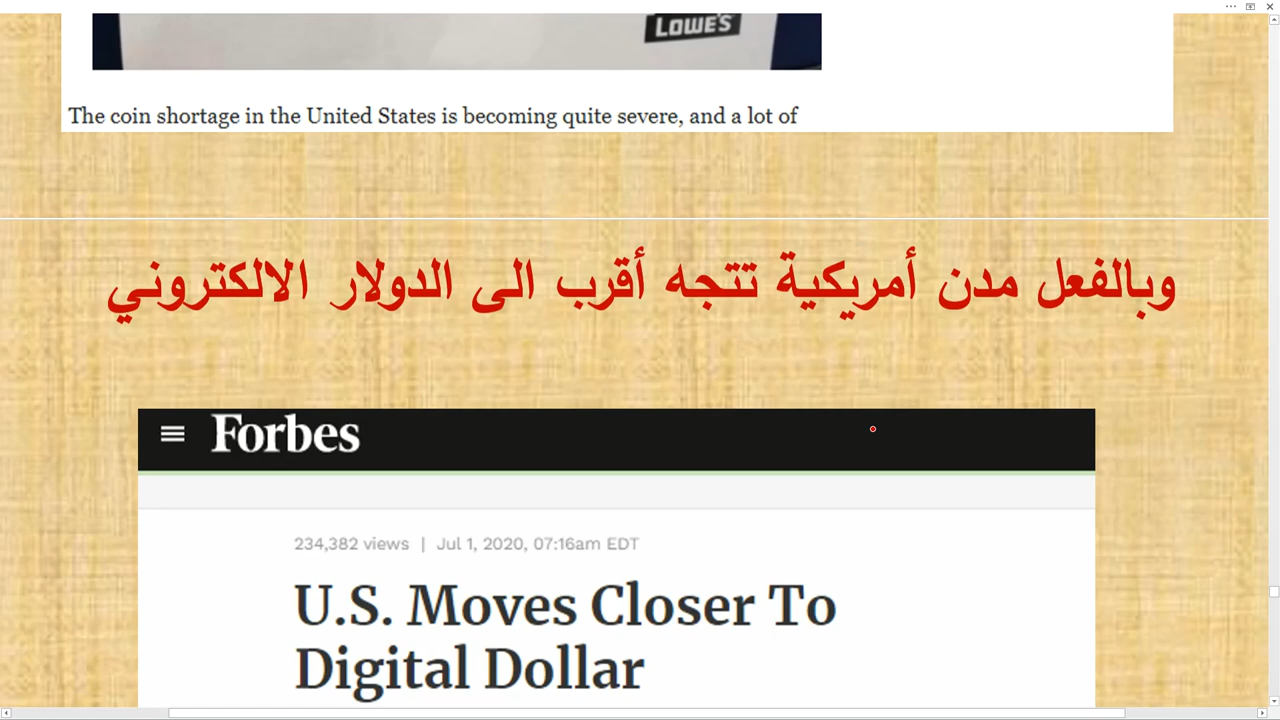 LOWE'S
The coin shortage in the United States is becoming quite severe, and a lot of
وبالفعل مدن أمريكية تتجه أقرب الى الدولار الالكتروني
Forbes
234,382 views | Jul 1, 2020, 07:16am EDT
U.S. Moves Closer To
Digital Dollar